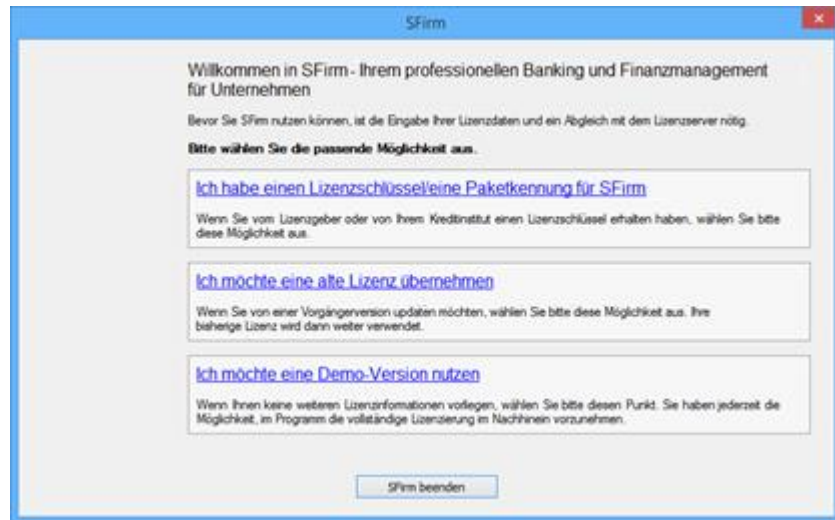 SFirm
Willkommen in SFirm - Ihrem professionellen Banking und Finanzmanagement
für Unternehmen
Bevor Sie SFirm nutzen können, ist die Eingabe Ihrer Lizenzdaten und ein Abgleich mit dem Lizenzserver nötig.
Bitte wählen Sie die passende Möglichkeit aus.
Ich habe einen Lizenzschlüssel/eine Paketkennung für SFirm
Wenn Sie vom Lizenzgeber oder von Ihrem Kreditinstitut einen Lizenzschlüssel erhalten haben, wählen Sie bitte
diese Möglichkeit aus.
Ich möchte eine alte Lizenz übernehmen
Wenn Sie von einer Vorgängerversion updaten möchten, wählen Sie bitte diese Möglichkeit aus. Ihre
bisherige Lizenz wird dann weiter verwendet.
Ich möchte eine Demo-Version nutzen
Wenn Ihnen keine weiteren Lizenzinformationen vorliegen, wählen Sie bitte diesen Punkt. Sie haben jederzeit die
Möglichkeit, im Programm die vollständige Lizenzierung im Nachhinein vorzunehmen.
SFirm beenden